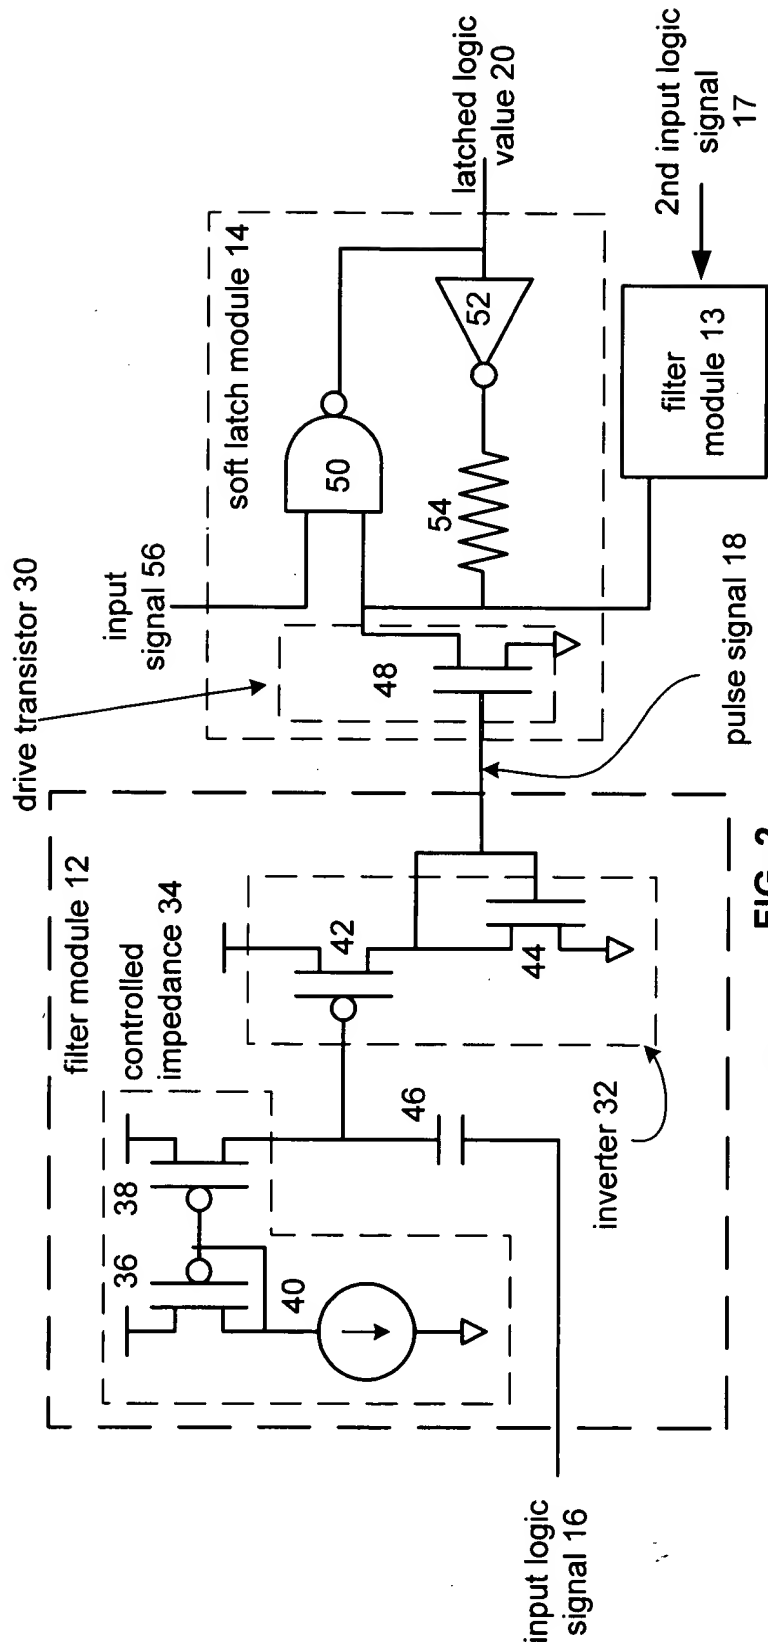 drive transistor 30
input
signal 56
soft latch module 14
50
52
54
48
latched logic
value 20
2nd input logic
signal
17
filter
module 13
pulse signal 18
filter module 12
controlled
impedance 34
36
38
40
42
44
46
inverter 32
input logic
signal 16